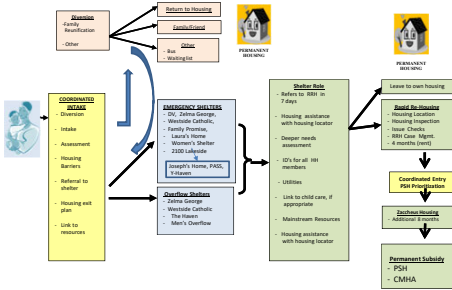 Diversion
-Family
Reunification
- Other
Return to Housing
Family/Friend
Other
- Bus
- Waiting list
PERMANENT
HOUSING
PERMANENT
HOUSING
COORDINATED
INTAKE
- Diversion
- Intake
- Assessment
- Housing
Barriers
- Referral to
shelter
- Housing exit
plan
- Link to
resources
EMERGENCY SHELTERS
- DV, Zelma George,
- Westside Catholic,
- Family Promise,
- Laura's Home
- Women's Shelter
- 2100 Lakeside
Joseph's Home, PASS,
Y-Haven
Overflow Shelters
- Zelma George
- Westside Catholic
- The Haven
- Men's Overflow
Shelter Role
- Refers to RRH in
7 days
- Housing assistance
with housing locator
- Deeper needs
assessment
- ID's for all HH
members
- Utilities
- Link to child care, if
appropriate
- Mainstream Resources
- Housing assistance
with housing locator
Leave to own housing
Rapid Re-Housing
- Housing Location
- Housing Inspection
- Issue Checks
- RRH Case Mgmt.
- 4 months (rent)
Coordinated Entry
PSH Prioritization
Zaccheus Housing
- Additional 8 months
Permanent Subsidy
- PSH
- CMHA